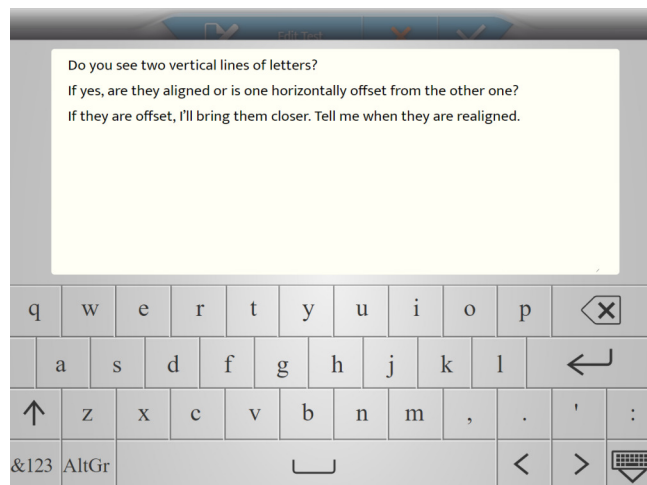 Edit Test
Do you see two vertical lines of letters?
If yes, are they aligned or is one horizontally offset from the other one?
If they are offset, I'll bring them closer. Tell me when they are realigned.
q w e r t y u i o p
a s d f g h j k l
z x c v b n m , . ' :
&123 AltGr < >